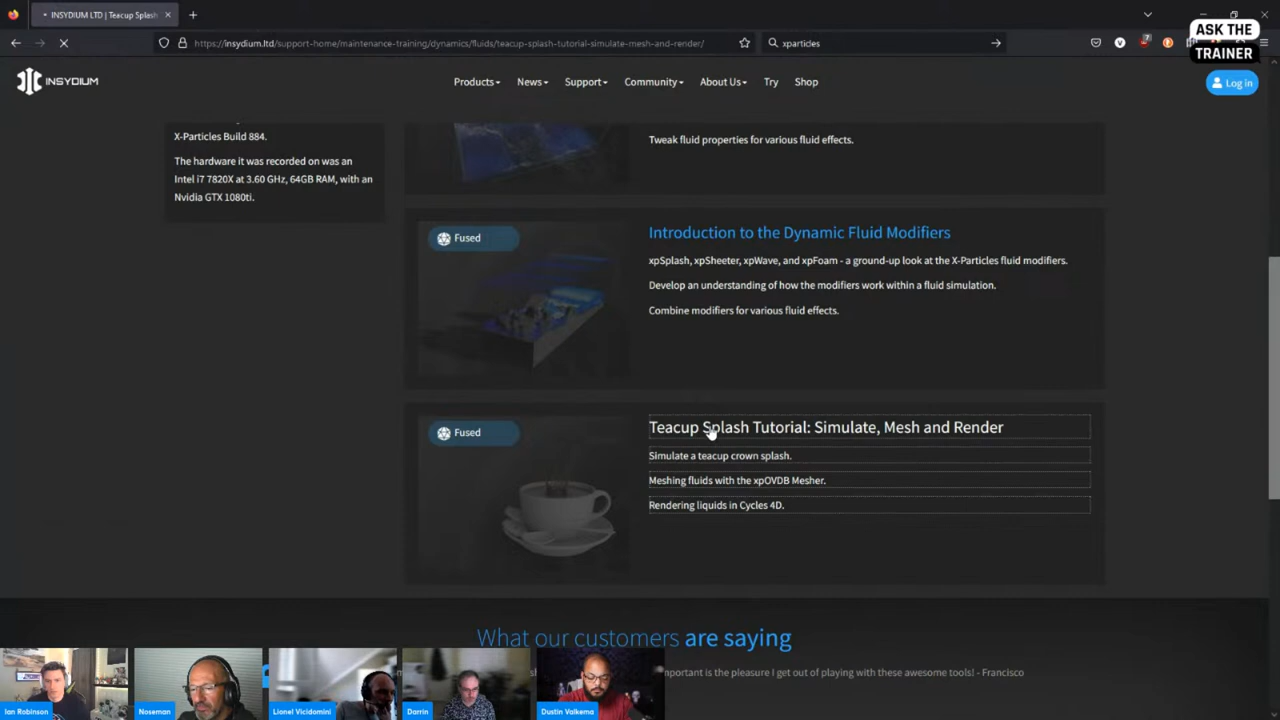 INSYDIUM LTD | Teacup Splash
ASK THE
TRAINER
https://insydium.ltd/support-home/maintenance-training/dynamics/fluids/teacup-splash-tutorial-simulate-mesh-and-render/
xparticles
7
INSYDIUM
Products
News
Support
Community
About Us
Try
Shop
Log in
X-Particles Build 884.
The hardware it was recorded on was an
Intel i7 7820X at 3.60 GHz, 64GB RAM, with an
Nvidia GTX 1080ti.
Tweak fluid properties for various fluid effects.
Fused
Introduction to the Dynamic Fluid Modifiers
xpSplash, xpSheeter, xpWave, and xpFoam - a ground-up look at the X-Particles fluid modifiers.
Develop an understanding of how the modifiers work within a fluid simulation.
Combine modifiers for various fluid effects.
Fused
Teacup Splash Tutorial: Simulate, Mesh and Render
Simulate a teacup crown splash.
Meshing fluids with the xpOVDB Mesher.
Rendering liquids in Cycles 4D.
What our customers are saying
important is the pleasure I get out of playing with these awesome tools! - Francisco
Ian Robinson
Noseman
Lionel Vicidomini
Darrin
Dustin Valkema